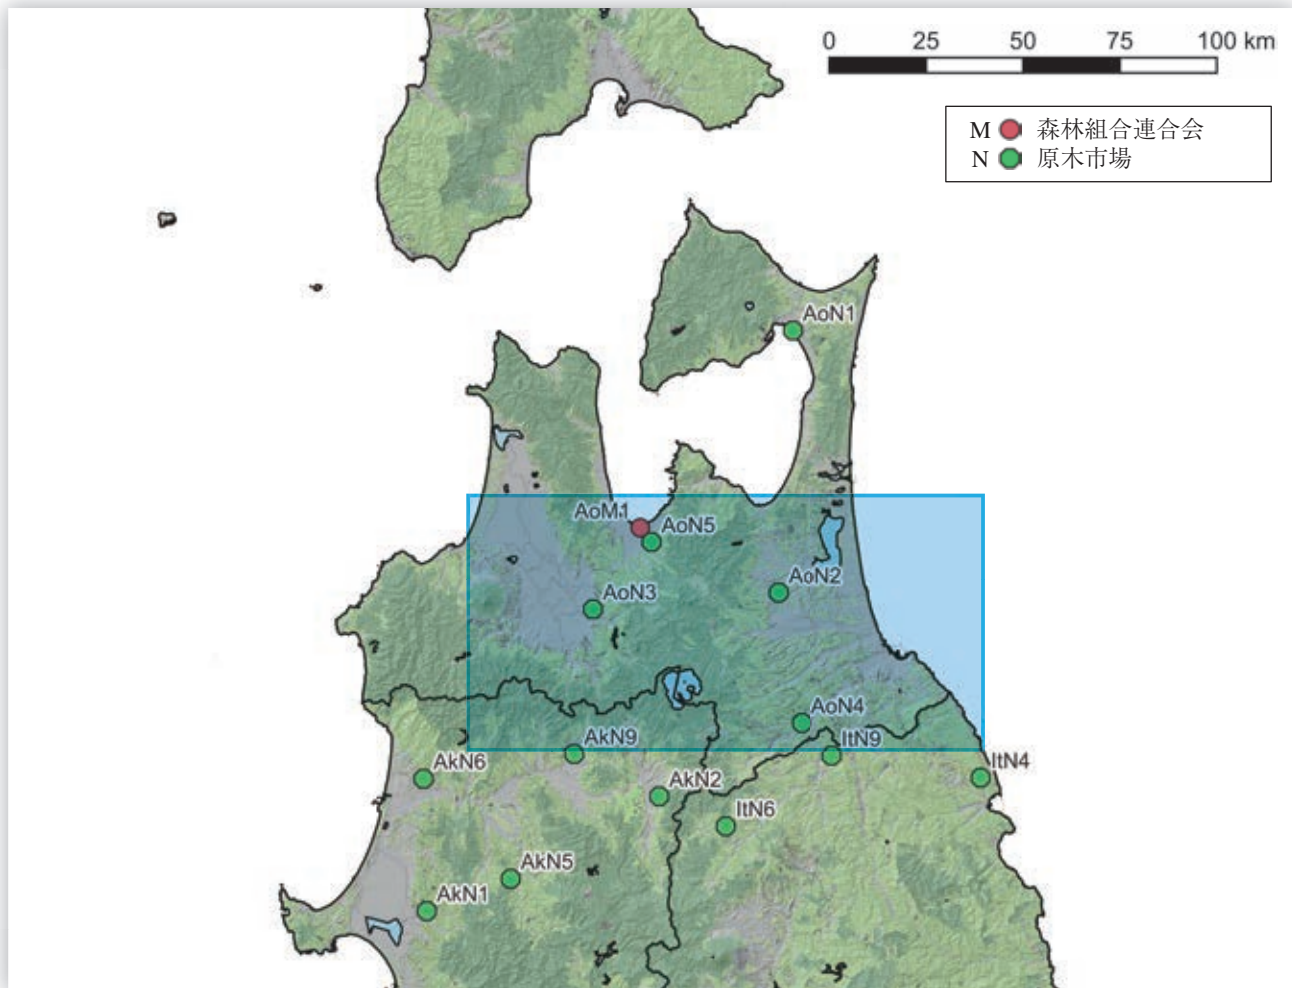 0 25 50 75 100 km
M 森林組合連合会
N 原木市場
AoN1
AoM1
AoN5
AoN2
AoN3
AoN4
ItN9
AkN9
AkN6
ItN4
AkN2
ItN6
AkN5
AkN1